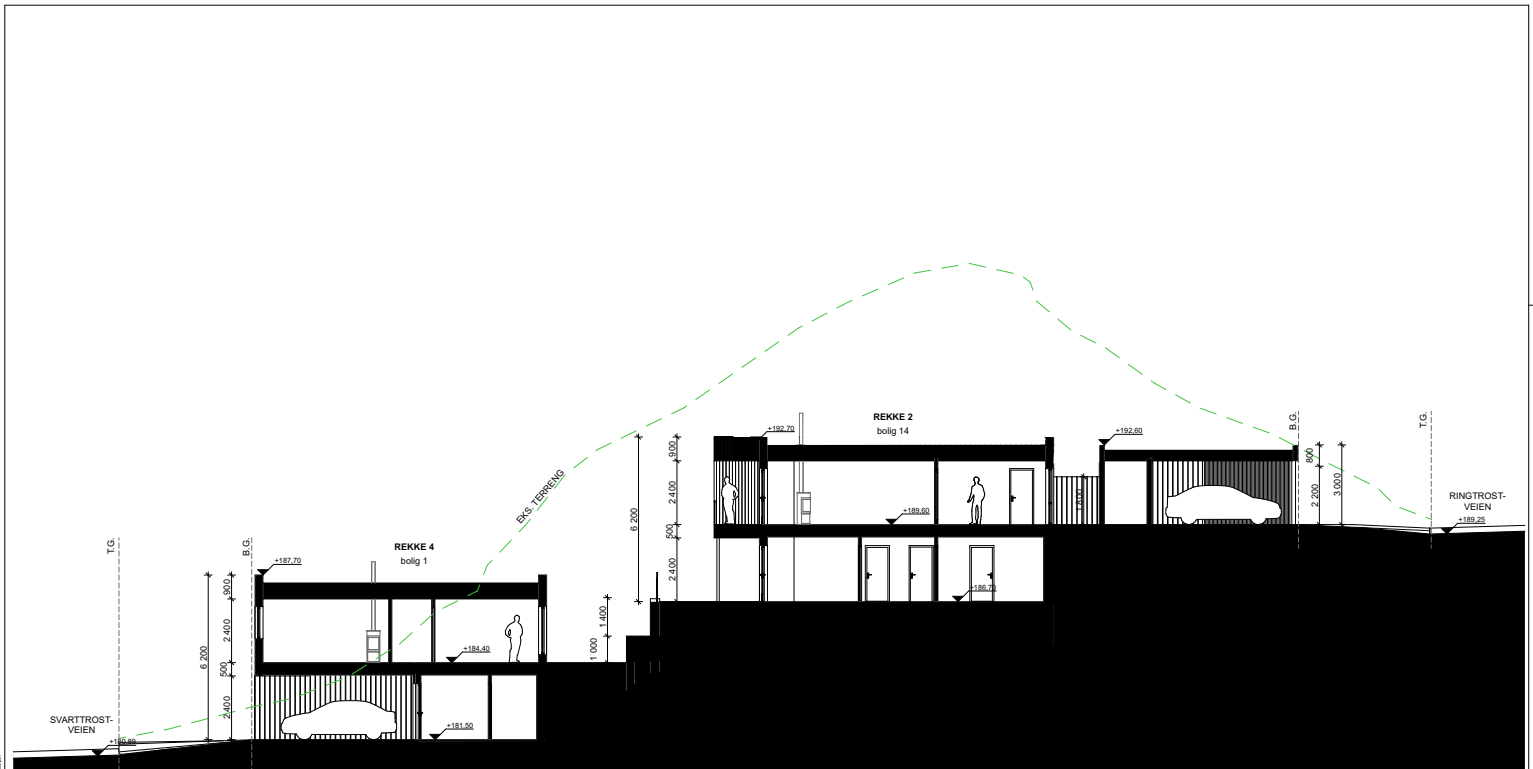 REKKE 2
bolig 14
+192,70
+192,60
B.G.
T.G.
900
2 400
500
2 400
6 200
1 800
800
2 200
3 000
+189,60
RINGTROST-
VEIEN
+189,25
+186,70
EKS. TERRENG
T.G.
B.G.
REKKE 4
bolig 1
+187,70
900
2 400
500
2 400
6 200
1 400
1 000
+184,40
+181,50
SVARTTROST-
VEIEN